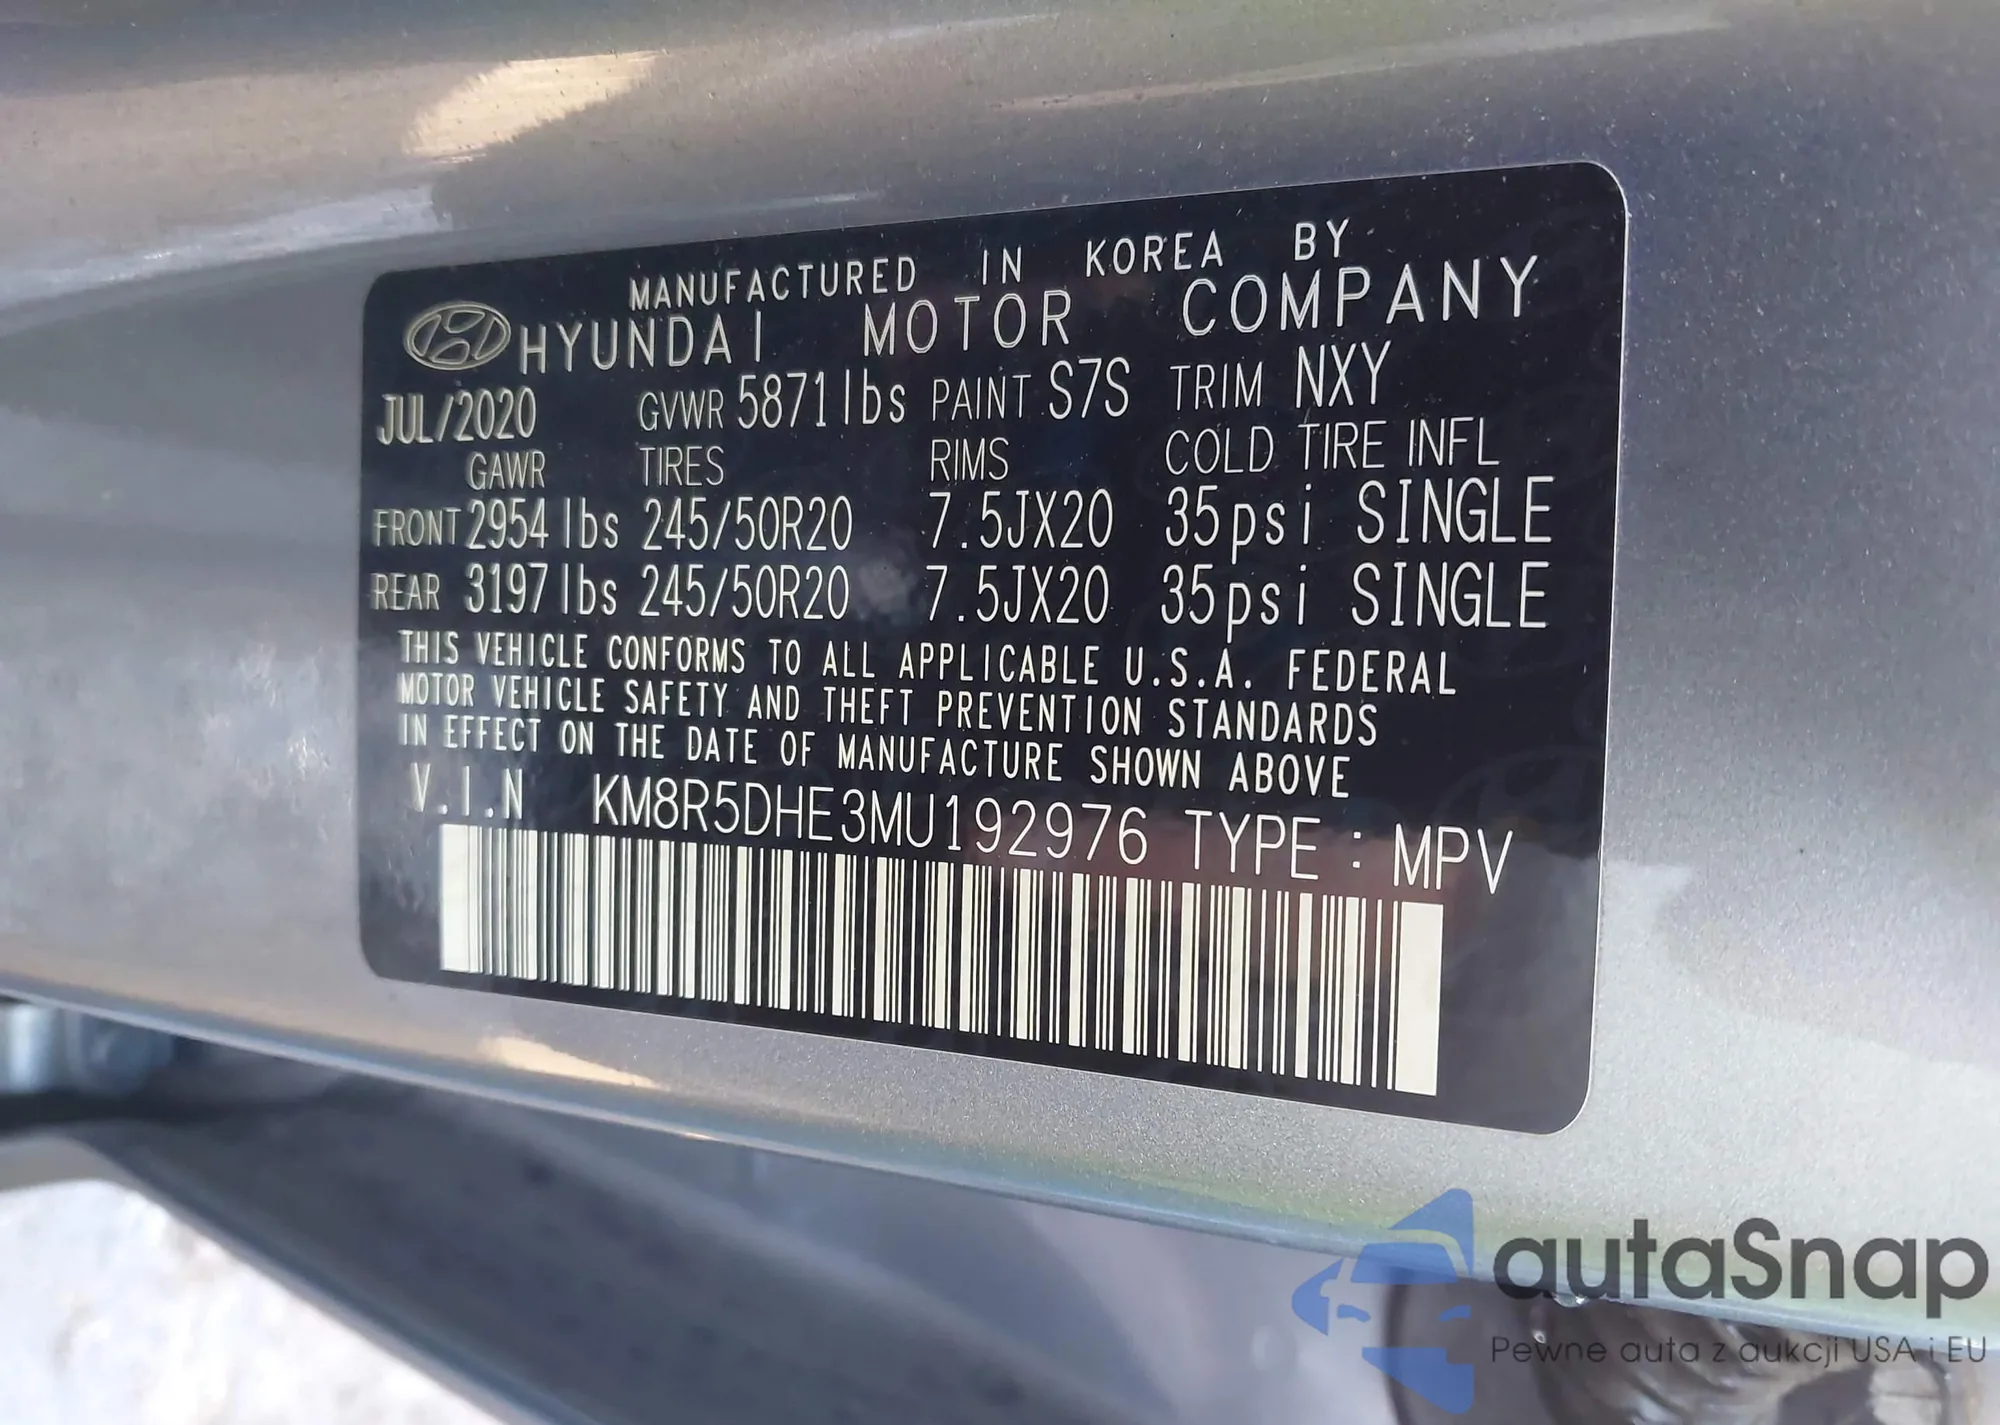 MANUFACTURED IN KOREA BY
HYUNDAI MOTOR COMPANY
JUL/2020 GVWR 5871lbs PAINT S7S TRIM NXY
GAWR TIRES RIMS COLD TIRE INFL
FRONT 2954lbs 245/50R20 7.5JX20 35psi SINGLE
REAR 3197lbs 245/50R20 7.5JX20 35psi SINGLE
THIS VEHICLE CONFORMS TO ALL APPLICABLE U.S.A. FEDERAL
MOTOR VEHICLE SAFETY AND THEFT PREVENTION STANDARDS
IN EFFECT ON THE DATE OF MANUFACTURE SHOWN ABOVE
V.I.N KM8R5DHE3MU192976 TYPE : MPV
autaSnap
Pewne auta z aukcji USA i EU